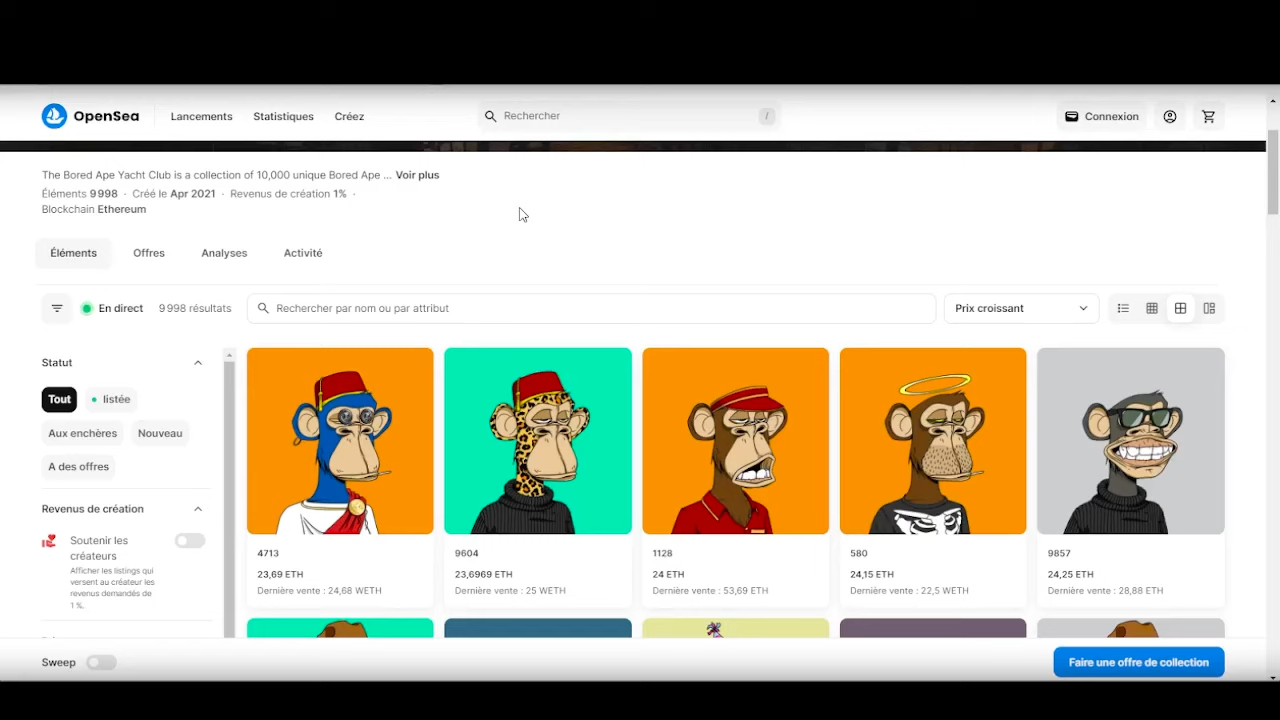 OpenSea
Lancements
Statistiques
Créez
Rechercher
/
Connexion
The Bored Ape Yacht Club is a collection of 10,000 unique Bored Ape ... Voir plus
Éléments 9 998 · Créé le Apr 2021 · Revenus de création 1% ·
Blockchain Ethereum
Éléments
Offres
Analyses
Activité
En direct
9 998 résultats
Rechercher par nom ou par attribut
Prix croissant
Statut
Tout
listée
Aux enchères
Nouveau
A des offres
Revenus de création
Soutenir les
créateurs
Afficher les listings qui
versent au créateur les
revenus demandés de
1 %.
4713
23,69 ETH
Dernière vente : 24,68 WETH
9604
23,6969 ETH
Dernière vente : 25 WETH
1128
24 ETH
Dernière vente : 53,69 ETH
580
24,15 ETH
Dernière vente : 22,5 WETH
9857
24,25 ETH
Dernière vente : 28,88 ETH
Sweep
Faire une offre de collection